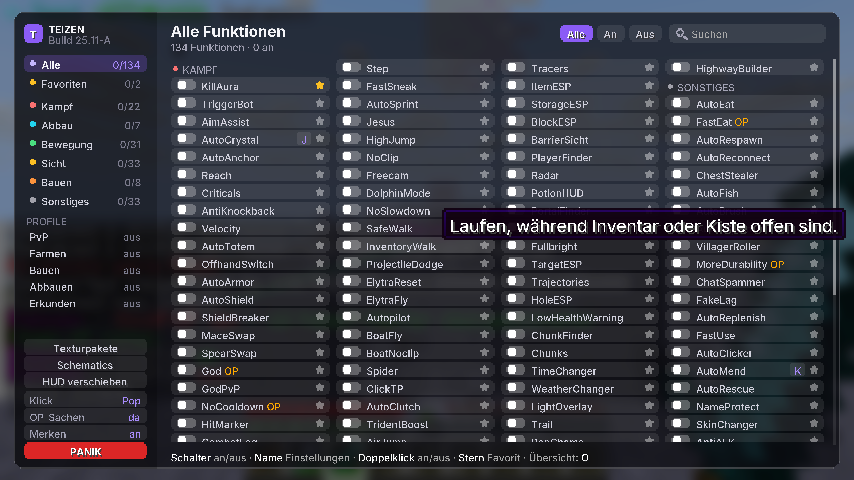 TEIZEN
Build 25.11-A
Alle 0/134
Favoriten 0/2
Kampf 0/22
Abbau 0/7
Bewegung 0/31
Sicht 0/33
Bauen 0/8
Sonstiges 0/33
PROFILE
PvP aus
Farmen aus
Bauen aus
Abbauen aus
Erkunden aus
Texturpakete
Schematics
HUD verschieben
Klick Pop
OP-Sachen da
Merken an
PANIK
Alle Funktionen
134 Funktionen · 0 an
Alle An Aus
Suchen
KAMPF
KillAura
TriggerBot
AimAssist
AutoCrystal J
AutoAnchor
Reach
Criticals
AntiKnockback
Velocity
AutoTotem
OffhandSwitch
AutoArmor
AutoShield
ShieldBreaker
MaceSwap
SpearSwap
God OP
GodPvP
NoCooldown OP
HitMarker
Step
FastSneak
AutoSprint
Jesus
HighJump
NoClip
Freecam
DolphinMode
NoSlowdown
SafeWalk
InventoryWalk
ProjectileDodge
ElytraReset
ElytraFly
Autopilot
BoatFly
BoatNoclip
Spider
ClickTP
AutoClutch
TridentBoost
Tracers
ItemESP
StorageESP
BlockESP
BarrierSicht
PlayerFinder
Radar
PotionHUD
Fullbright
TargetESP
Trajectories
HoleESP
LowHealthWarning
ChunkFinder
Chunks
TimeChanger
WeatherChanger
LightOverlay
Trail
HighwayBuilder
SONSTIGES
AutoEat
FastEat OP
AutoRespawn
AutoReconnect
ChestStealer
AutoFish
VillagerRoller
MoreDurability OP
ChatSpammer
FakeLag
AutoReplenish
FastUse
AutoClicker
AutoMend K
AutoRescue
NameProtect
SkinChanger
Laufen, während Inventar oder Kiste offen sind.
Schalter an/aus · Name Einstellungen · Doppelklick an/aus · Stern Favorit · Übersicht: O